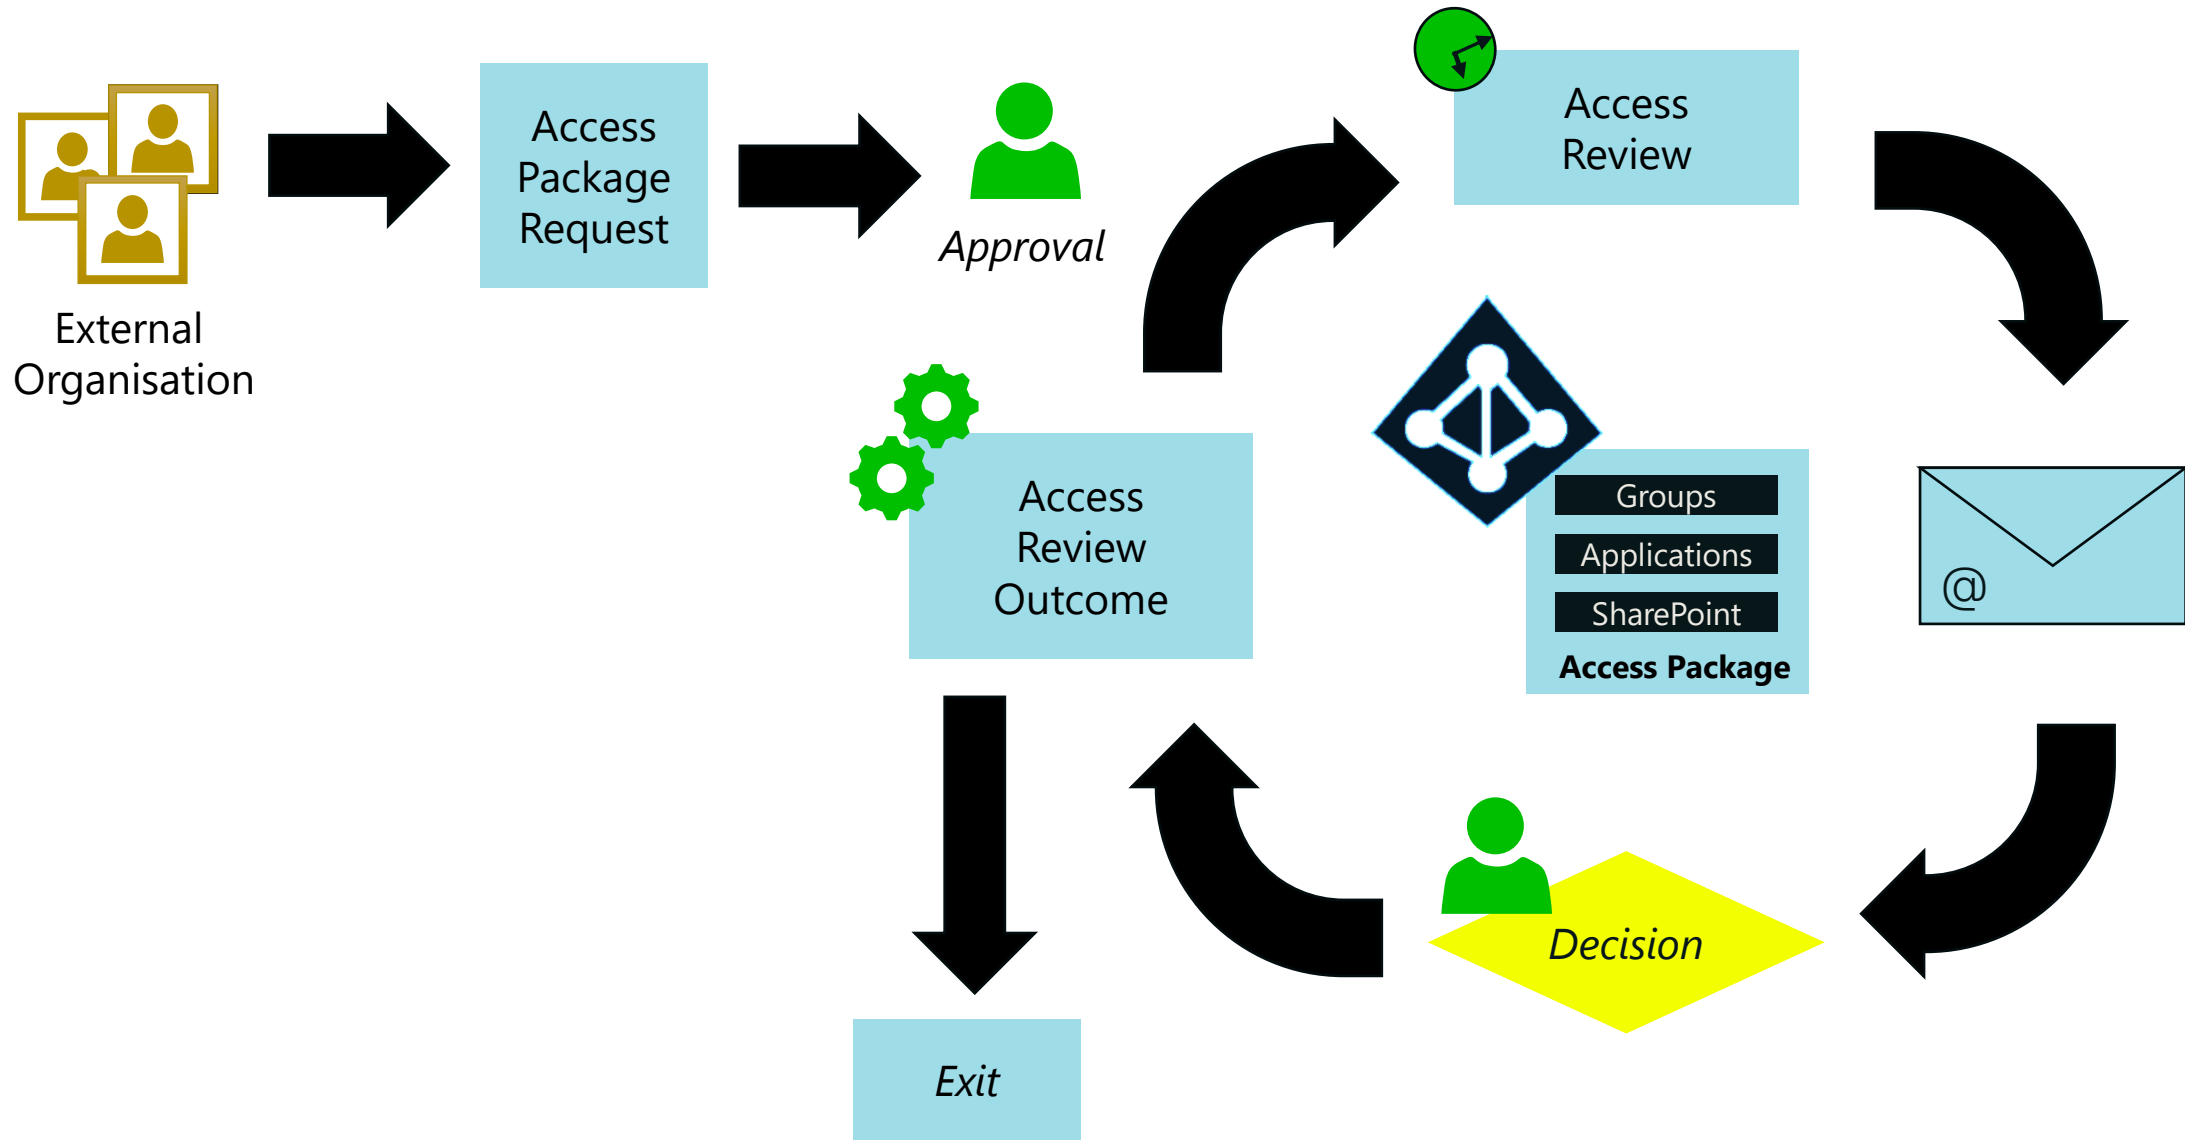 External
Organisation
Access
Package
Request
Approval
Access
Review
Groups
Applications
SharePoint
Access Package
@
Decision
Access
Review
Outcome
Exit